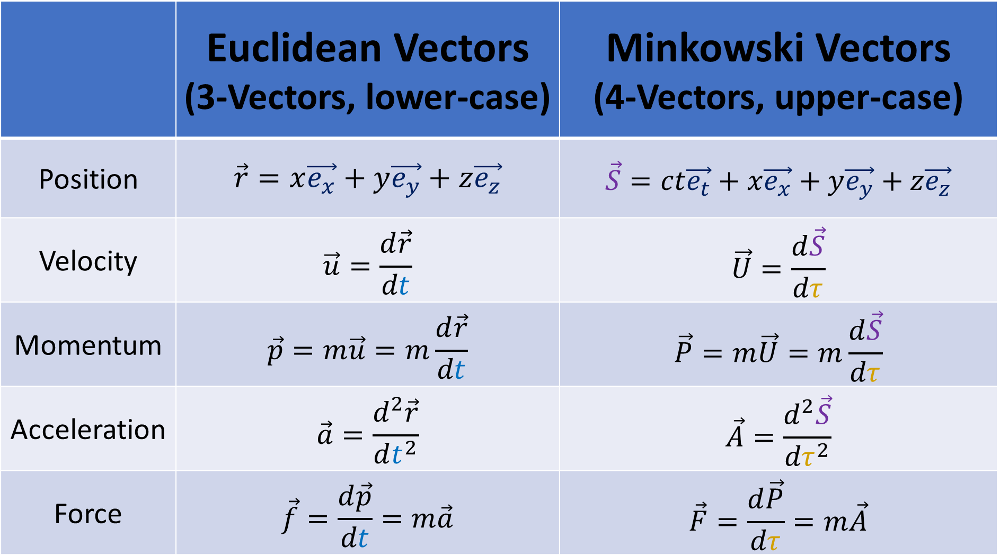 Euclidean Vectors
(3-Vectors, lower-case)
Minkowski Vectors
(4-Vectors, upper-case)
Position
$\vec{r} = x\overrightarrow{e_x} + y\overrightarrow{e_y} + z\overrightarrow{e_z}$
$\vec{S} = ct\overrightarrow{e_t} + x\overrightarrow{e_x} + y\overrightarrow{e_y} + z\overrightarrow{e_z}$
Velocity
$\vec{u} = \frac{d\vec{r}}{dt}$
$\vec{U} = \frac{d\vec{S}}{d\tau}$
Momentum
$\vec{p} = m\vec{u} = m\frac{d\vec{r}}{dt}$
$\vec{P} = m\vec{U} = m\frac{d\vec{S}}{d\tau}$
Acceleration
$\vec{a} = \frac{d^2\vec{r}}{dt^2}$
$\vec{A} = \frac{d^2\vec{S}}{d\tau^2}$
Force
$\vec{f} = \frac{d\vec{p}}{dt} = m\vec{a}$
$\vec{F} = \frac{d\vec{P}}{d\tau} = m\vec{A}$